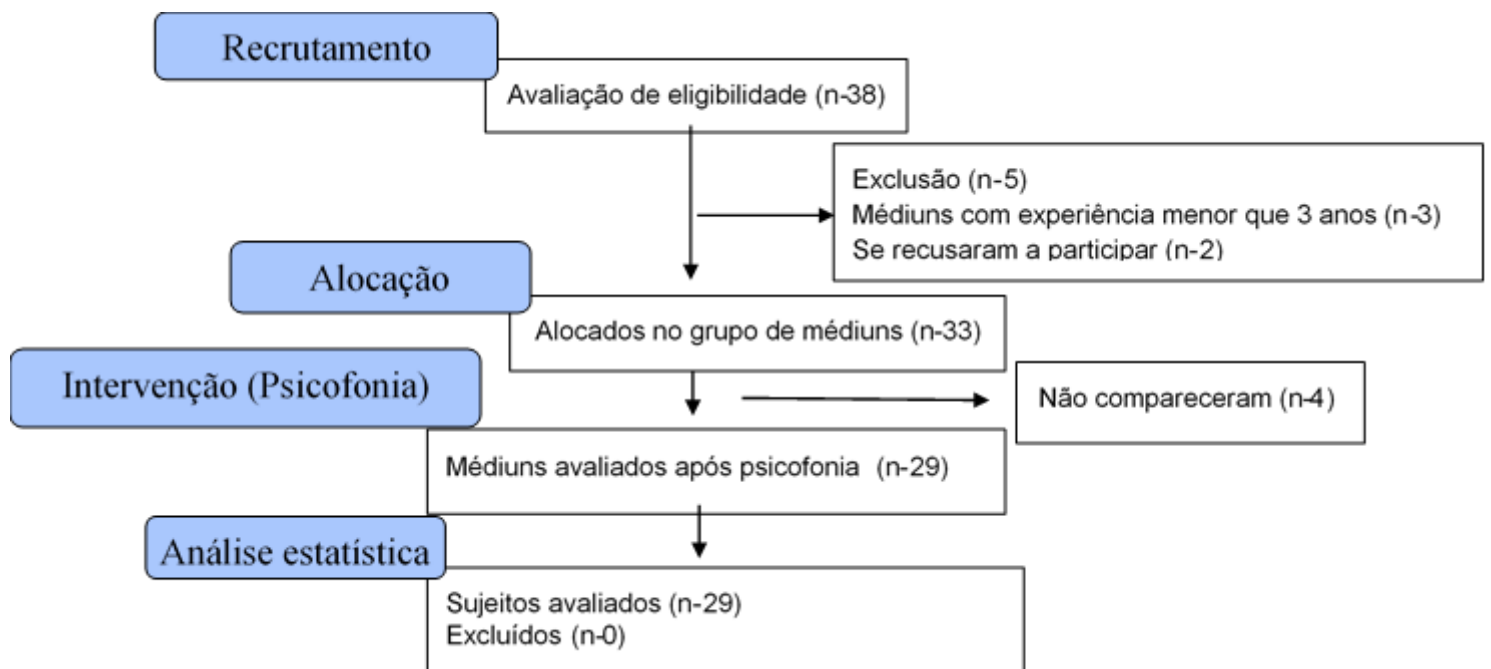 Recrutamento
Avaliação de eligibilidade (n-38)
Exclusão (n-5)
Médiuns com experiência menor que 3 anos (n-3)
Se recusaram a participar (n-2)
Alocação
Alocados no grupo de médiuns (n-33)
Intervenção (Psicofonia)
Não compareceram (n-4)
Médiuns avaliados após psicofonia (n-29)
Análise estatística
Sujeitos avaliados (n-29)
Excluídos (n-0)